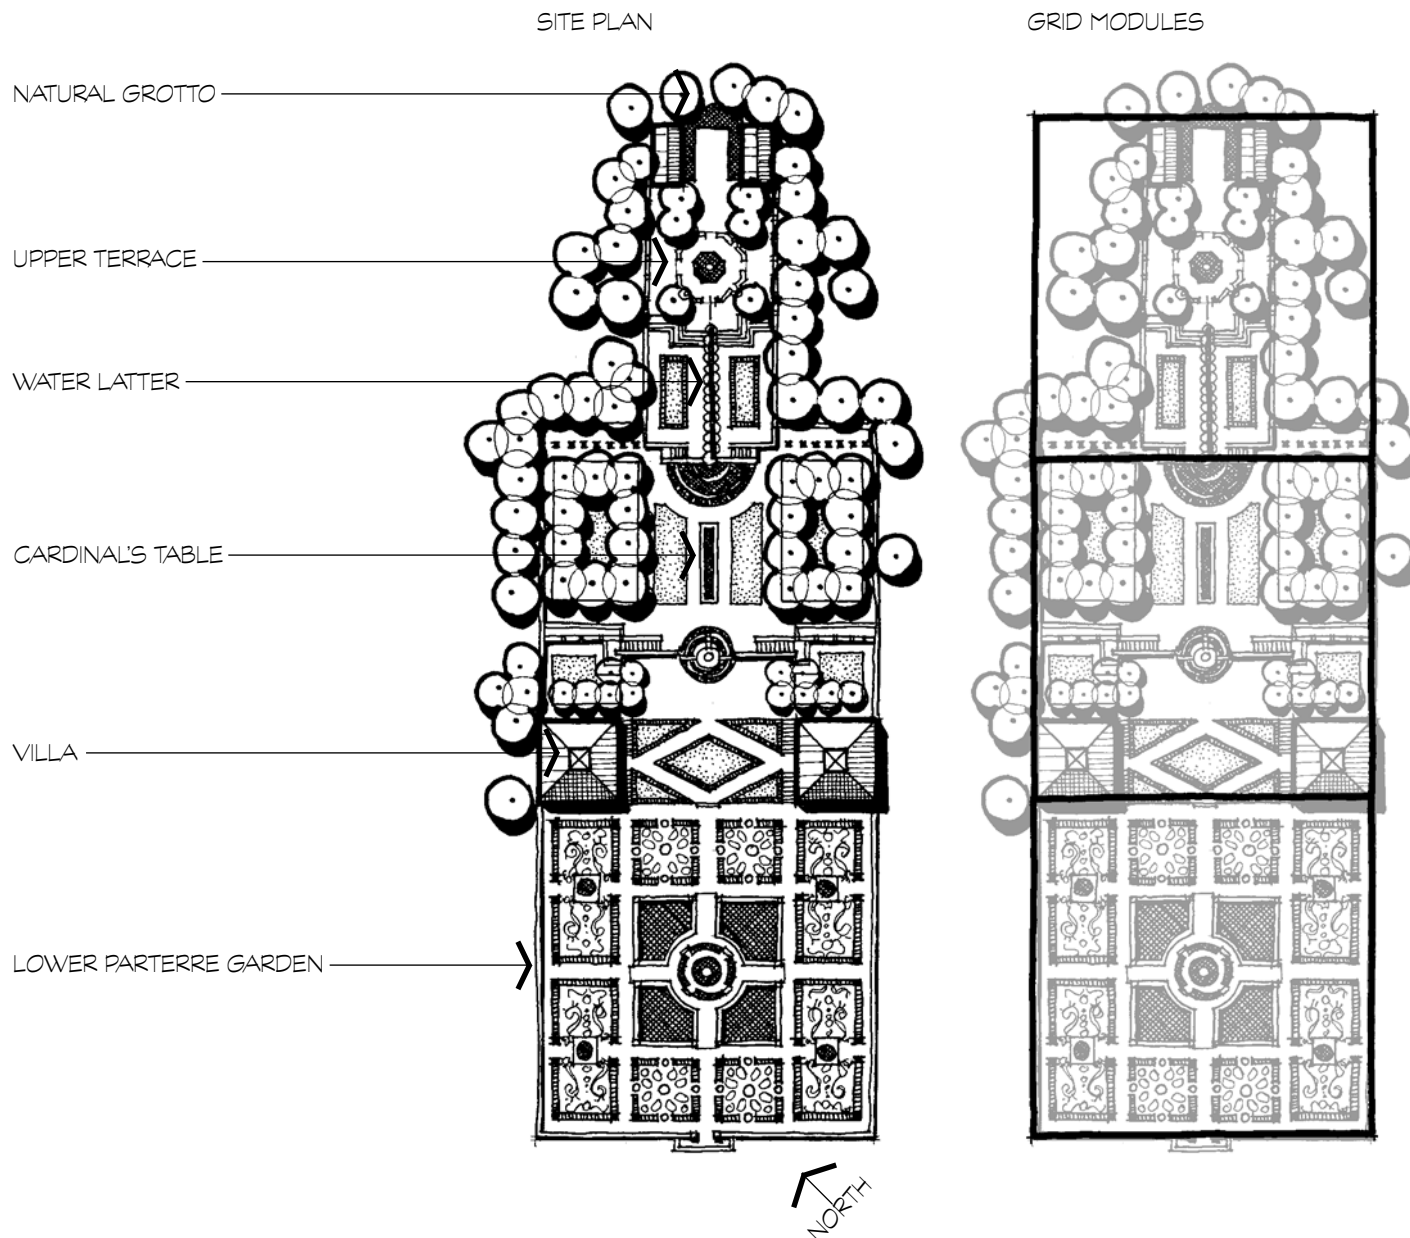 SITE PLAN
GRID MODULES
NATURAL GROTTO
UPPER TERRACE
WATER LATTER
CARDINAL'S TABLE
VILLA
LOWER PARTERRE GARDEN
NORTH